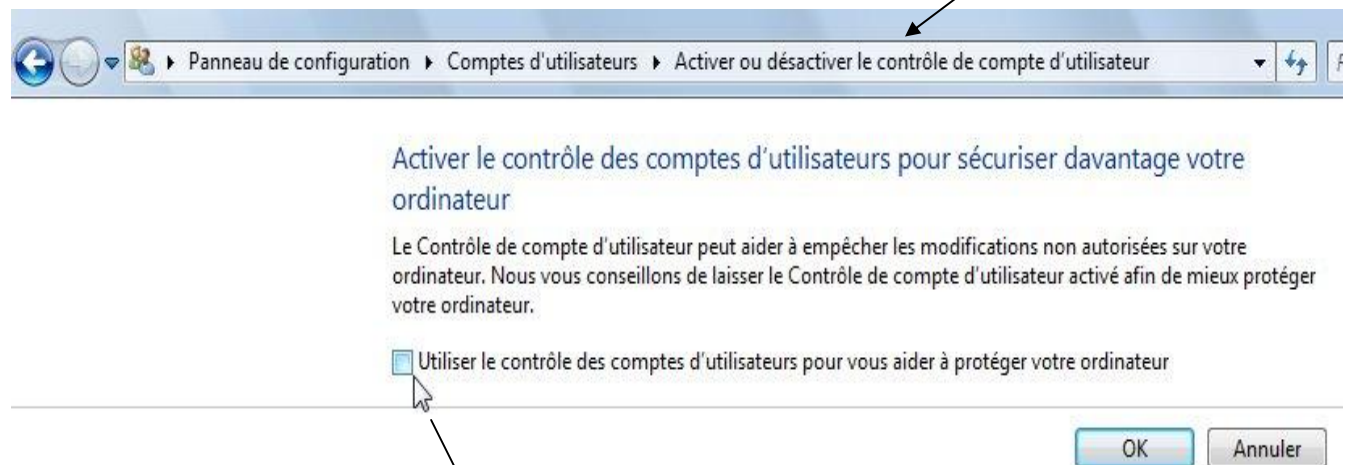 Panneau de configuration Comptes d'utilisateurs Activer ou désactiver le contrôle de compte d'utilisateur
Activer le contrôle des comptes d'utilisateurs pour sécuriser davantage votre
ordinateur
Le Contrôle de compte d'utilisateur peut aider à empêcher les modifications non autorisées sur votre
ordinateur. Nous vous conseillons de laisser le Contrôle de compte d'utilisateur activé afin de mieux protéger
votre ordinateur.
Utiliser le contrôle des comptes d'utilisateurs pour vous aider à protéger votre ordinateur
OK Annuler